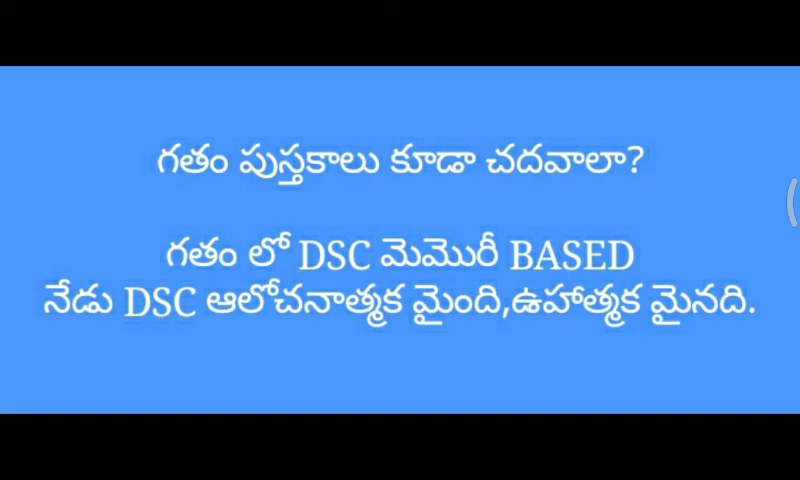 గతం పుస్తకాలు కూడా చదవాలా?
గతం లో DSC మెమొరీ BASED
నేడు DSC ఆలోచనాత్మక మైంది,ఉహాత్మక మైనది.